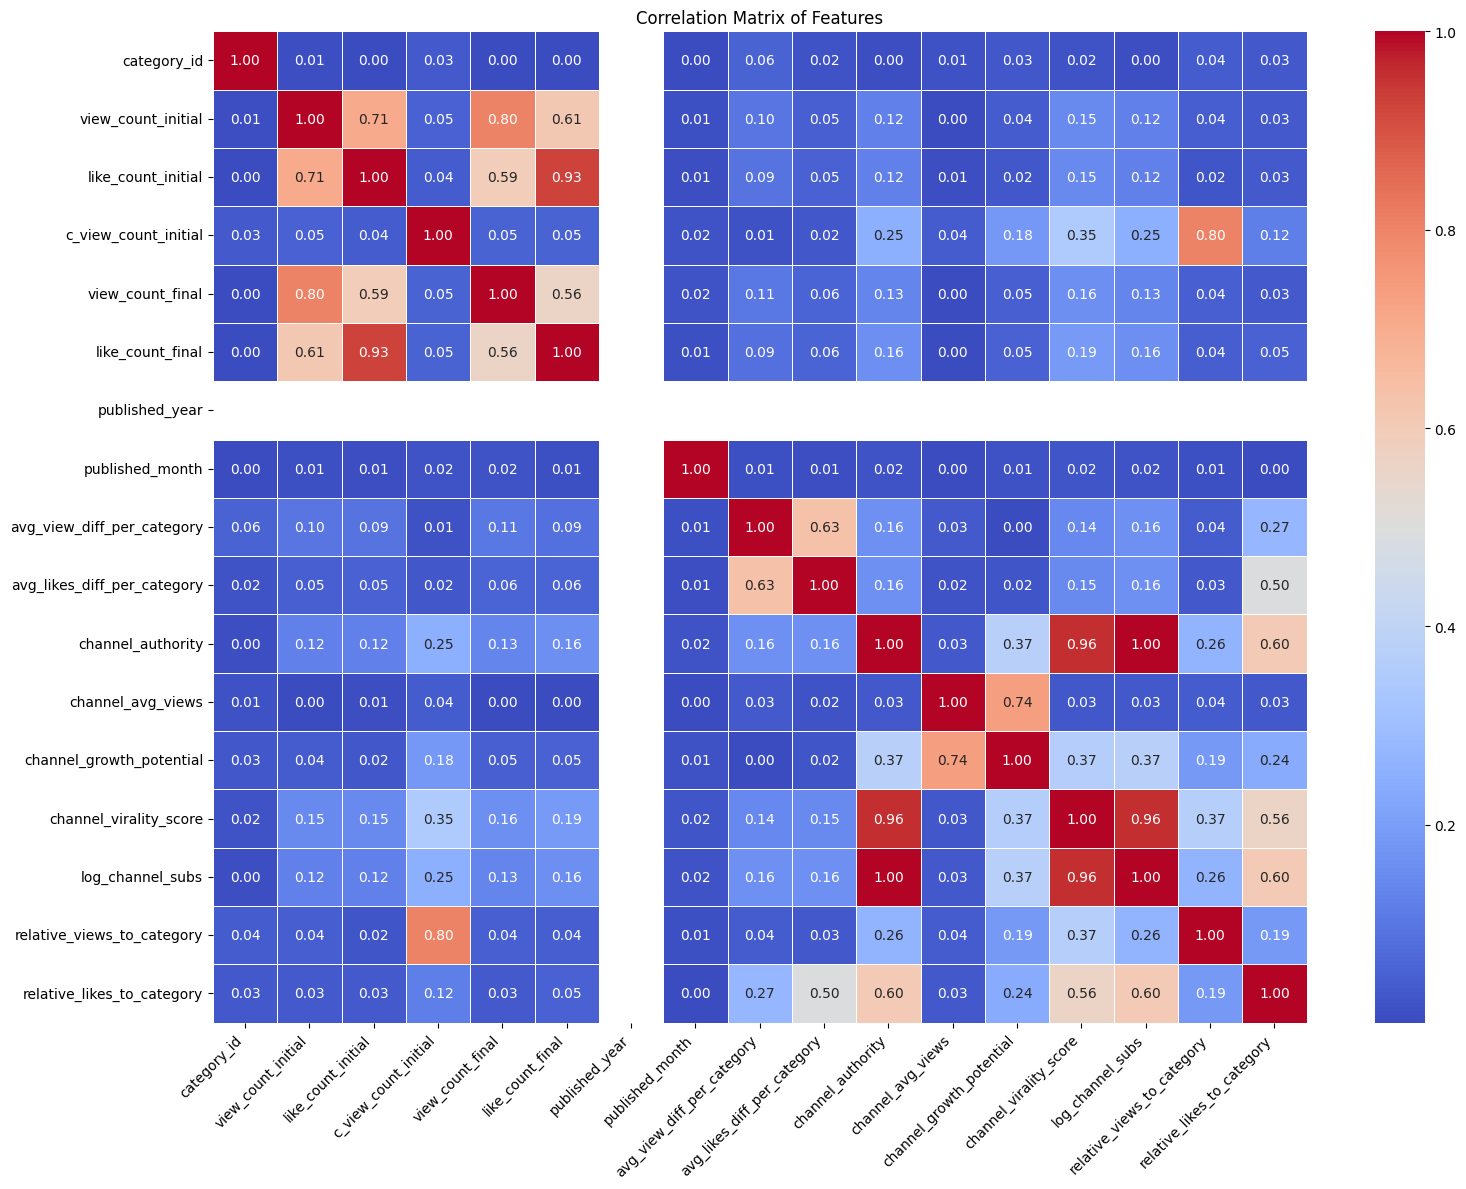 Correlation Matrix of Features
category_id 1.00 0.01 0.00 0.03 0.00 0.00 0.00 0.06 0.02 0.00 0.01 0.03 0.02 0.00 0.04 0.03
view_count_initial 0.01 1.00 0.71 0.05 0.80 0.61 0.01 0.10 0.05 0.12 0.00 0.04 0.15 0.12 0.04 0.03
like_count_initial 0.00 0.71 1.00 0.04 0.59 0.93 0.01 0.09 0.05 0.12 0.01 0.02 0.15 0.12 0.02 0.03
c_view_count_initial 0.03 0.05 0.04 1.00 0.05 0.05 0.02 0.01 0.02 0.25 0.04 0.18 0.35 0.25 0.80 0.12
view_count_final 0.00 0.80 0.59 0.05 1.00 0.56 0.02 0.11 0.06 0.13 0.00 0.05 0.16 0.13 0.04 0.03
like_count_final 0.00 0.61 0.93 0.05 0.56 1.00 0.01 0.09 0.06 0.16 0.00 0.05 0.19 0.16 0.04 0.05
published_year
published_month 0.00 0.01 0.01 0.02 0.02 0.01 1.00 0.01 0.01 0.02 0.00 0.01 0.02 0.02 0.01 0.00
avg_view_diff_per_category 0.06 0.10 0.09 0.01 0.11 0.09 0.01 1.00 0.63 0.16 0.03 0.00 0.14 0.16 0.04 0.27
avg_likes_diff_per_category 0.02 0.05 0.05 0.02 0.06 0.06 0.01 0.63 1.00 0.16 0.02 0.02 0.15 0.16 0.03 0.50
channel_authority 0.00 0.12 0.12 0.25 0.13 0.16 0.02 0.16 0.16 1.00 0.03 0.37 0.96 1.00 0.26 0.60
channel_avg_views 0.01 0.00 0.01 0.04 0.00 0.00 0.00 0.03 0.02 0.03 1.00 0.74 0.03 0.03 0.04 0.03
channel_growth_potential 0.03 0.04 0.02 0.18 0.05 0.05 0.01 0.00 0.02 0.37 0.74 1.00 0.37 0.37 0.19 0.24
channel_virality_score 0.02 0.15 0.15 0.35 0.16 0.19 0.02 0.14 0.15 0.96 0.03 0.37 1.00 0.96 0.37 0.56
log_channel_subs 0.00 0.12 0.12 0.25 0.13 0.16 0.02 0.16 0.16 1.00 0.03 0.37 0.96 1.00 0.26 0.60
relative_views_to_category 0.04 0.04 0.02 0.80 0.04 0.04 0.01 0.04 0.03 0.26 0.04 0.19 0.37 0.26 1.00 0.19
relative_likes_to_category 0.03 0.03 0.03 0.12 0.03 0.05 0.00 0.27 0.50 0.60 0.03 0.24 0.56 0.60 0.19 1.00
category_id
view_count_initial
like_count_initial
c_view_count_initial
view_count_final
like_count_final
published_year
published_month
avg_view_diff_per_category
avg_likes_diff_per_category
channel_authority
channel_avg_views
channel_growth_potential
channel_virality_score
log_channel_subs
relative_views_to_category
relative_likes_to_category
1.0
0.8
0.6
0.4
0.2